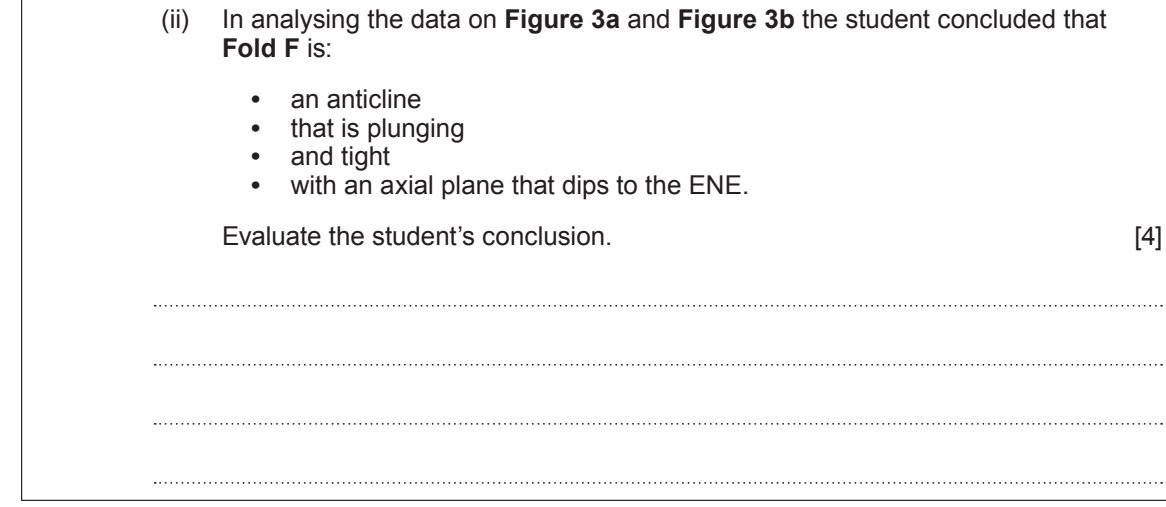 (ii) In analysing the data on Figure 3a and Figure 3b the student concluded that
Fold F is:
• an anticline
• that is plunging
• and tight
• with an axial plane that dips to the ENE.
Evaluate the student's conclusion. [4]